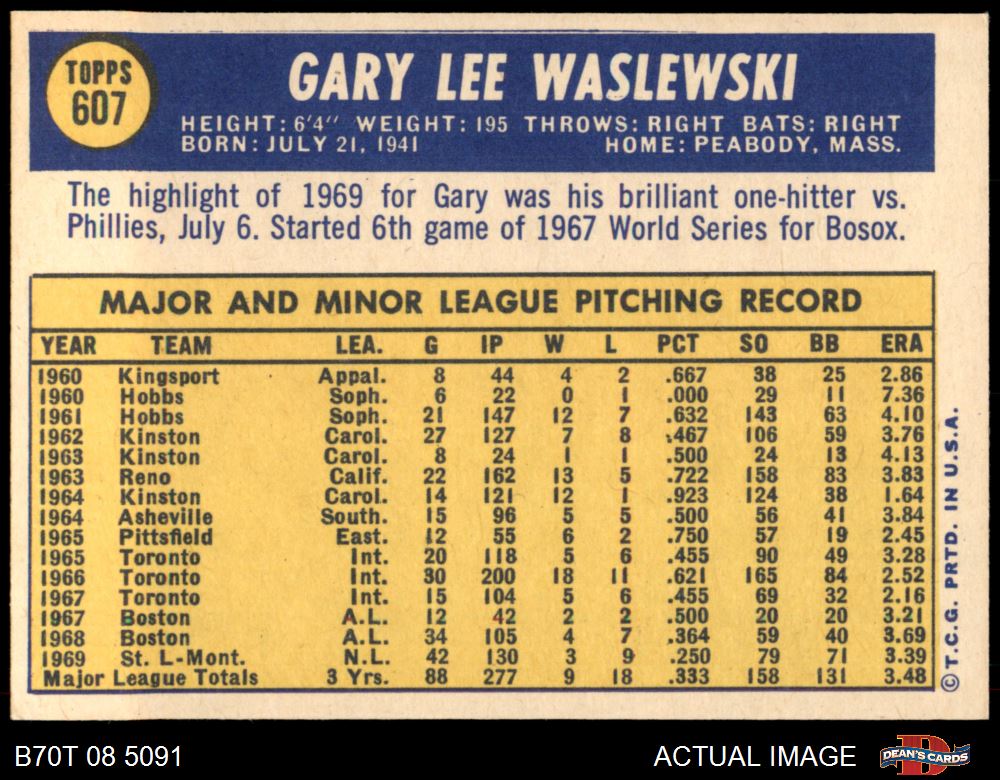 TOPPS
607
GARY LEE WASLEWSKI
HEIGHT: 6'4" WEIGHT: 195 THROWS: RIGHT BATS: RIGHT
BORN: JULY 21, 1941 HOME: PEABODY, MASS.
The highlight of 1969 for Gary was his brilliant one-hitter vs.
Phillies, July 6. Started 6th game of 1967 World Series for Bosox.
MAJOR AND MINOR LEAGUE PITCHING RECORD
YEAR TEAM LEA. G IP W L PCT SO BB ERA
1960 Kingsport Appal. 8 44 4 2 .667 38 25 2.86
1960 Hobbs Soph. 6 22 0 1 .000 29 11 7.36
1961 Hobbs Soph. 21 147 12 7 .632 143 63 4.10
1962 Kinston Carol. 27 127 7 8 .467 106 59 3.76
1963 Kinston Carol. 8 24 1 1 .500 24 13 4.13
1963 Reno Calif. 22 162 13 5 .722 158 83 3.83
1964 Kinston Carol. 14 121 12 1 .923 124 38 1.64
1964 Asheville South. 15 96 5 5 .500 56 41 3.84
1965 Pittsfield East. 12 55 6 2 .750 57 19 2.45
1965 Toronto Int. 20 118 5 6 .455 90 49 3.28
1966 Toronto Int. 30 200 18 11 .621 165 84 2.52
1967 Toronto Int. 15 104 5 6 .455 69 32 2.16
1967 Boston A.L. 12 42 2 2 .500 20 20 3.21
1968 Boston A.L. 34 105 4 7 .364 59 40 3.69
1969 St. L-Mont. N.L. 42 130 3 9 .250 79 71 3.39
Major League Totals 3 Yrs. 88 277 9 18 .333 158 131 3.48
©T.C.G. PRTD. IN U.S.A.
B70T 08 5091
ACTUAL IMAGE
DEAN'S CARDS